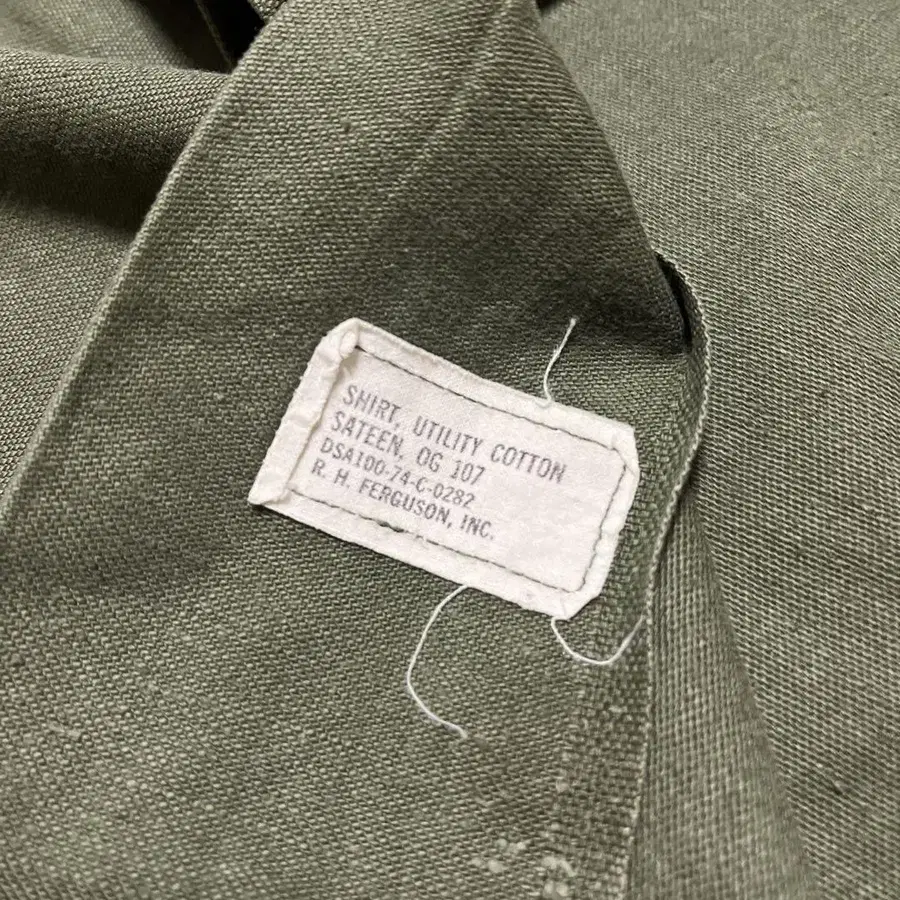 SHIRT, UTILITY COTTON
SATEEN, OG 107
DSA100-74-C-0282
R. H. FERGUSON, INC.